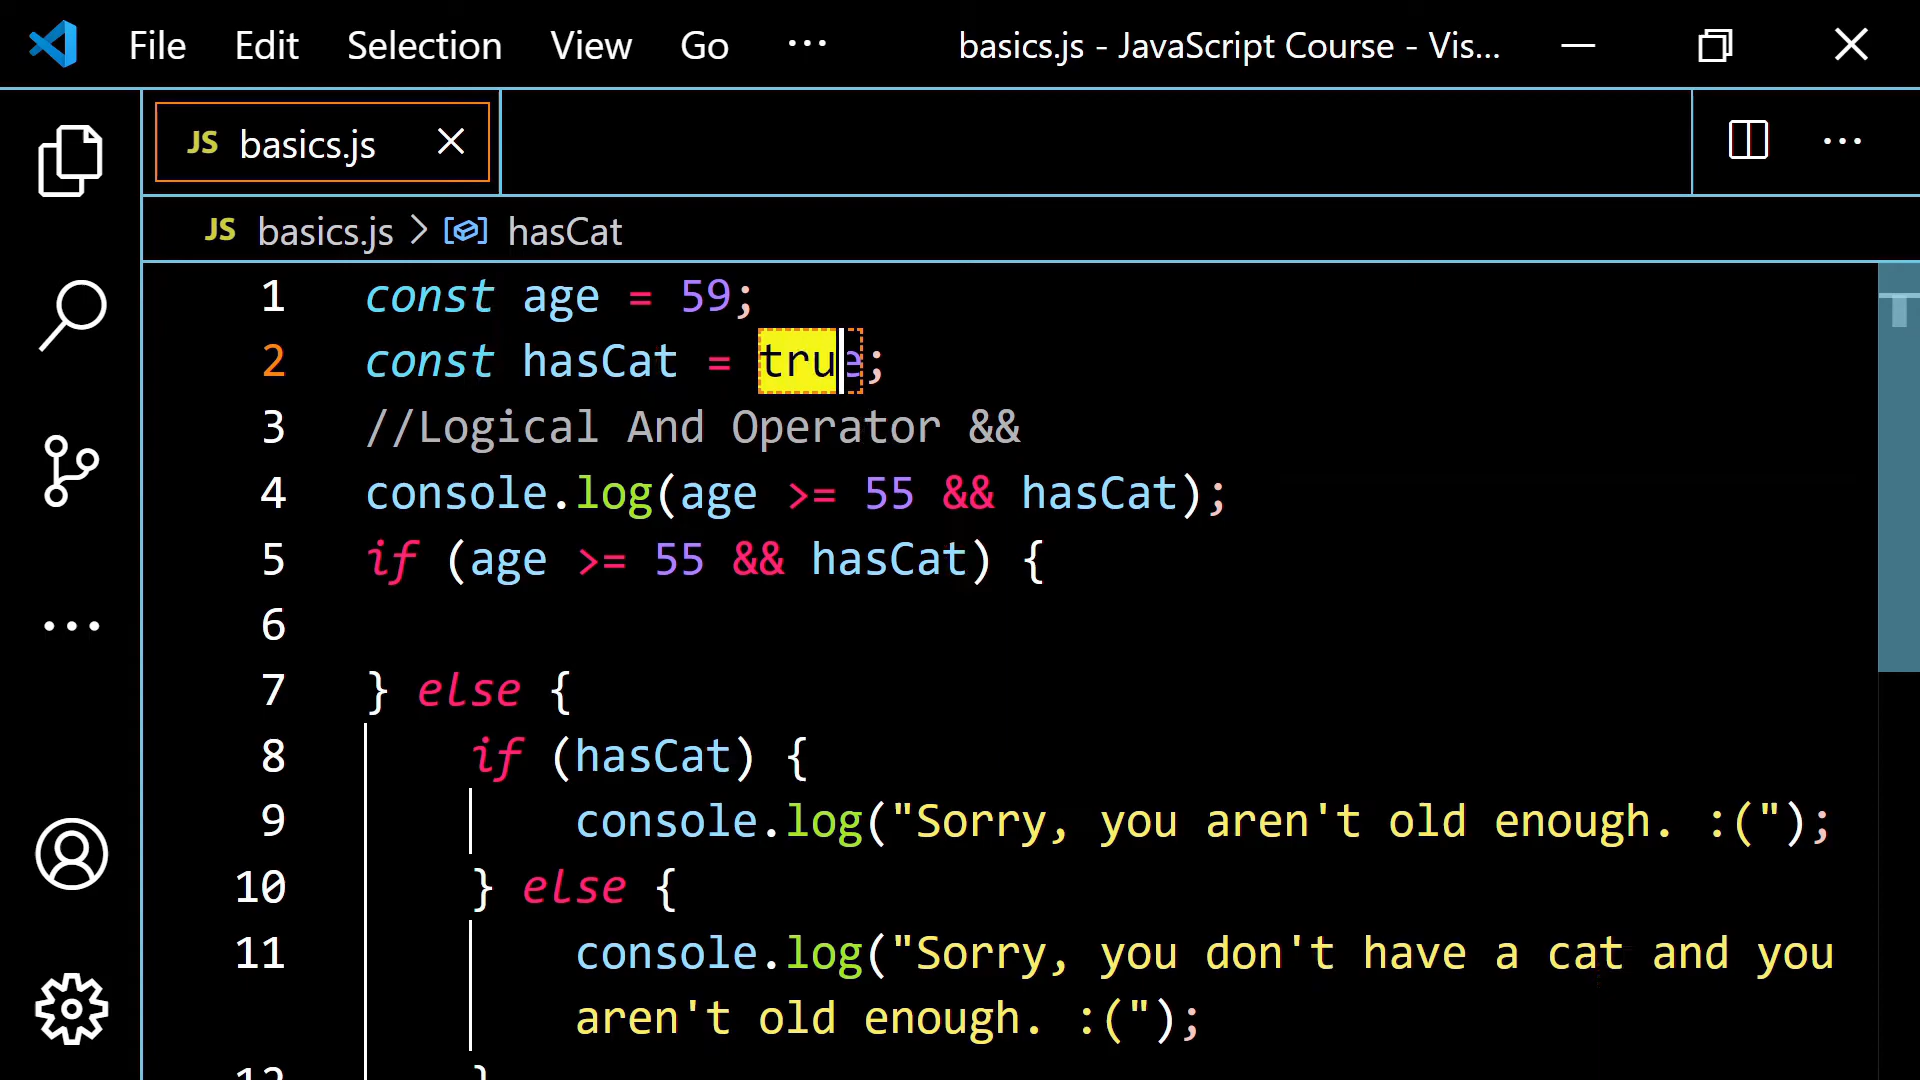 File Edit Selection View Go ··· basics.js - JavaScript Course - Vis...
JS basics.js
JS basics.js > hasCat
1 const age = 59;
2 const hasCat = true;
3 //Logical And Operator &&
4 console.log(age >= 55 && hasCat);
5 if (age >= 55 && hasCat) {
6
7 } else {
8 if (hasCat) {
9 console.log("Sorry, you aren't old enough. :(");
10 } else {
11 console.log("Sorry, you don't have a cat and you
aren't old enough. :(");
12 }